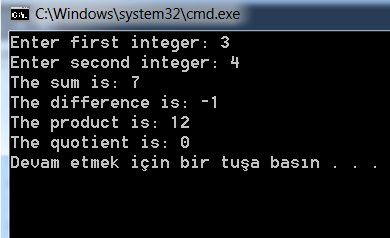 C:\Windows\system32\cmd.exe
Enter first integer: 3
Enter second integer: 4
The sum is: 7
The difference is: -1
The product is: 12
The quotient is: 0
Devam etmek için bir tuşa basın . . .